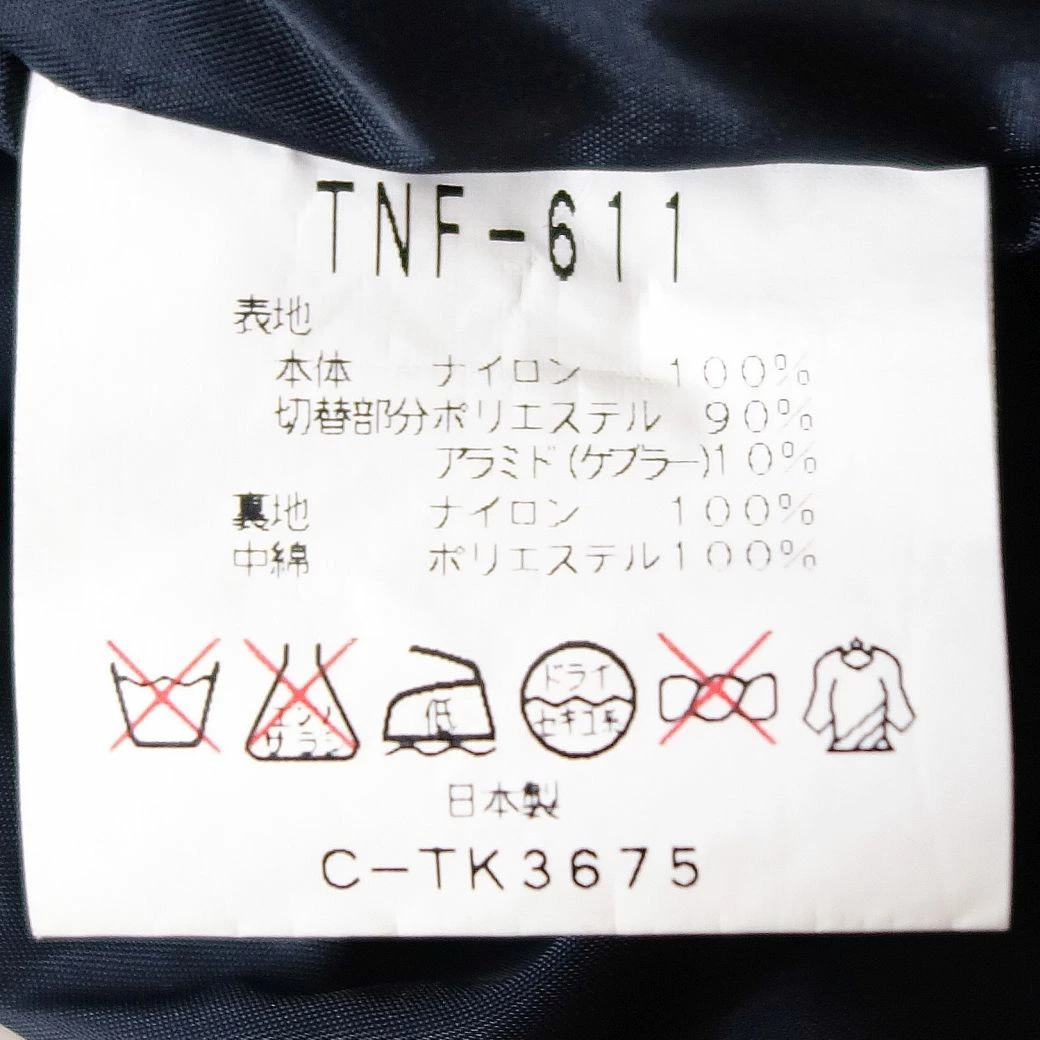 TNF-611
表地
本体 ナイロン 100%
切替部分 ポリエステル 90%
アラミド(ケブラー)10%
裏地 ナイロン 100%
中綿 ポリエステル 100%
エンソ
サラシ
低
ドライ
セキユ系
日本製
C-TK3675